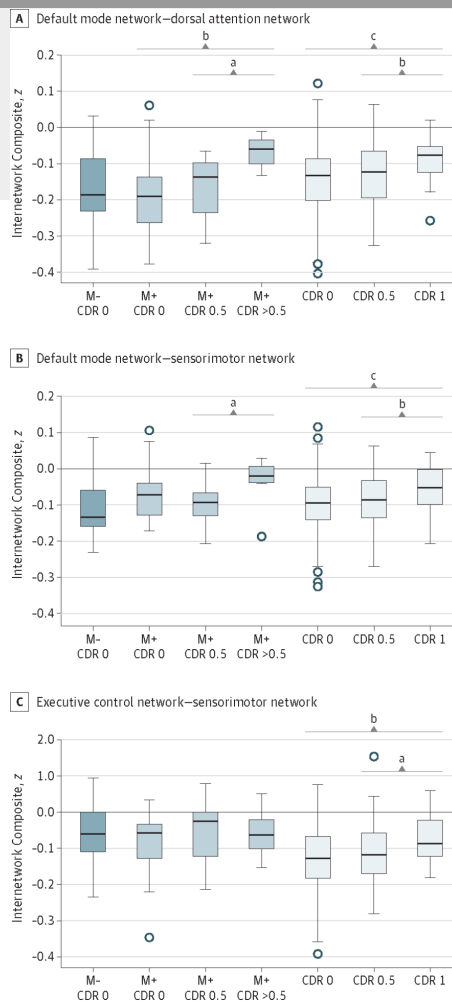 A Default mode network–dorsal attention network
b
c
a
b
0.2
0.1
0.0
-0.1
-0.2
-0.3
-0.4
Internetwork Composite, z
M- M+ M+ M+ CDR 0 CDR 0.5 CDR 1
CDR 0 CDR 0 CDR 0.5 CDR >0.5
B Default mode network–sensorimotor network
c
a
b
0.2
0.1
0.0
-0.1
-0.2
-0.3
-0.4
Internetwork Composite, z
M- M+ M+ M+ CDR 0 CDR 0.5 CDR 1
CDR 0 CDR 0 CDR 0.5 CDR >0.5
C Executive control network–sensorimotor network
b
a
2.0
1.0
0.0
-0.1
-0.2
-0.3
-0.4
Internetwork Composite, z
M- M+ M+ M+ CDR 0 CDR 0.5 CDR 1
CDR 0 CDR 0 CDR 0.5 CDR >0.5